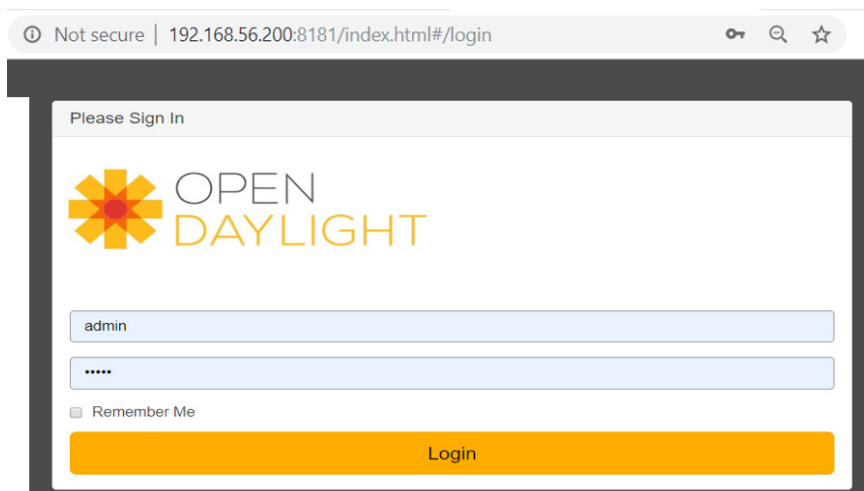 Not secure | 192.168.56.200:8181/index.html#/login
Please Sign In
OPEN
DAYLIGHT
admin
•••••
Remember Me
Login